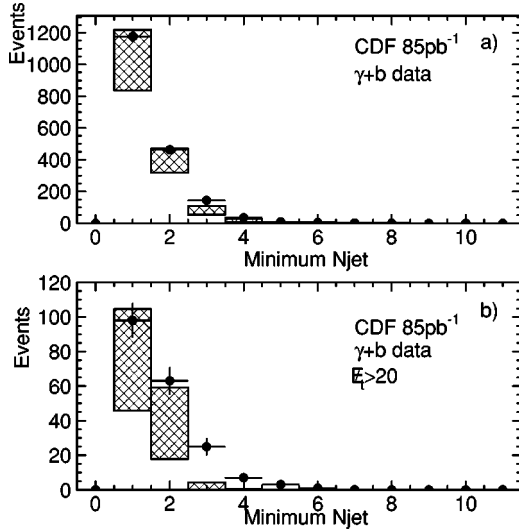 Events
1200
1000
800
600
400
200
0
CDF 85pb⁻¹
γ+b data
a)
0 2 4 6 8 10
Minimum Njet
Events
120
100
80
60
40
20
0
CDF 85pb⁻¹
γ+b data
E̸t>20
b)
0 2 4 6 8 10
Minimum Njet